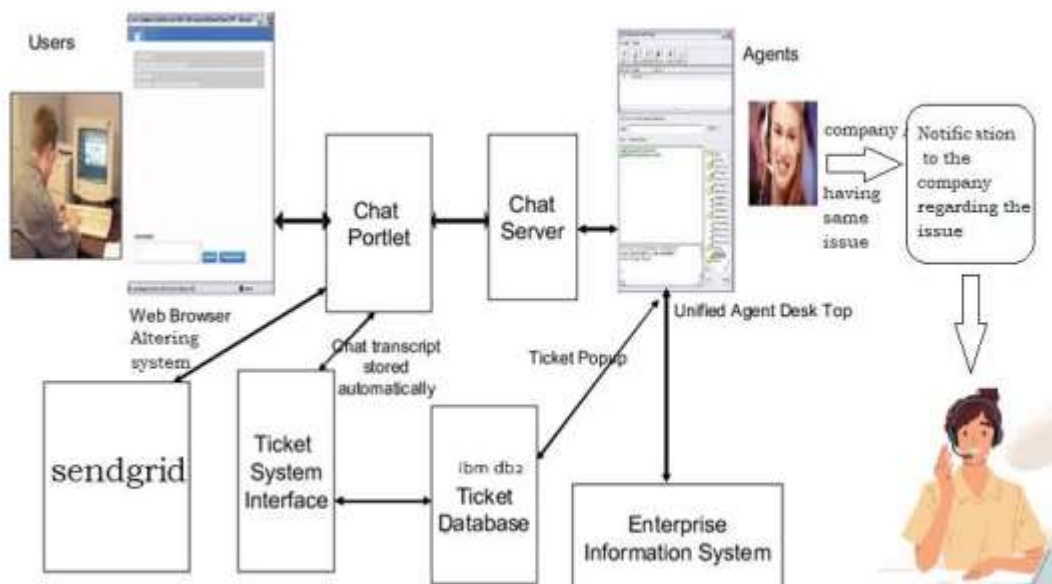 Users
Agents
Chat
Portlet
Chat
Server
company
having
same
issue
Notification
to the
company
regarding the
issue
Web Browser
Altering
system
Chat transcript
stored
automatically
Ticket Popup
Unified Agent Desk Top
sendgrid
Ticket
System
Interface
ibm db2
Ticket
Database
Enterprise
Information System